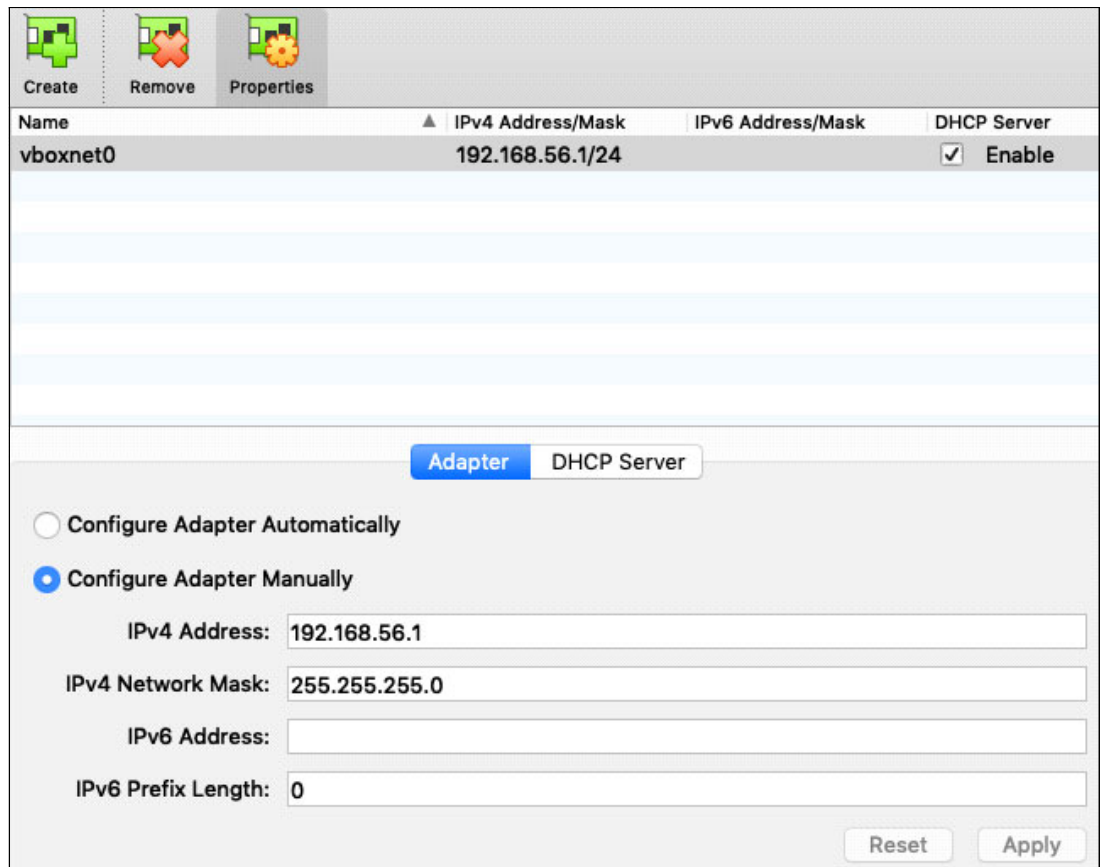 Create Remove Properties
Name IPv4 Address/Mask IPv6 Address/Mask DHCP Server
vboxnet0 192.168.56.1/24 Enable
Adapter DHCP Server
Configure Adapter Automatically
Configure Adapter Manually
IPv4 Address: 192.168.56.1
IPv4 Network Mask: 255.255.255.0
IPv6 Address:
IPv6 Prefix Length: 0
Reset Apply